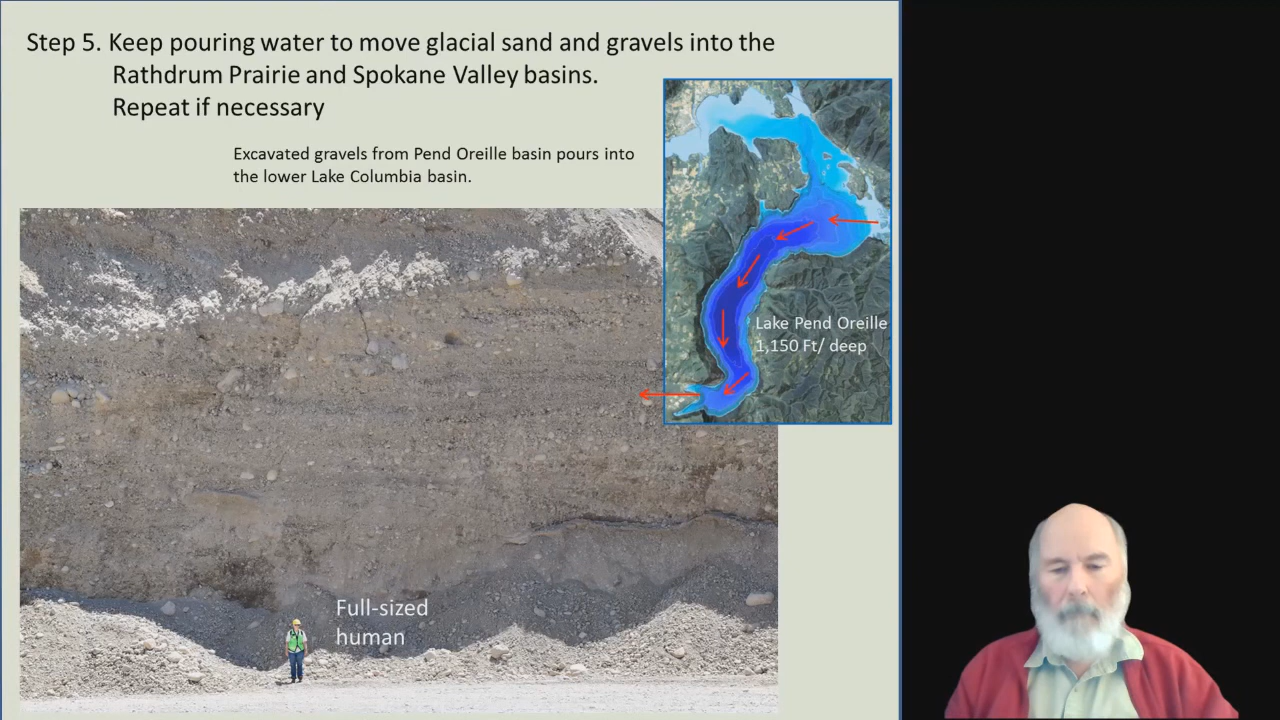 Step 5. Keep pouring water to move glacial sand and gravels into the
Rathdrum Prairie and Spokane Valley basins.
Repeat if necessary
Excavated gravels from Pend Oreille basin pours into
the lower Lake Columbia basin.
Lake Pend Oreille
1,150 Ft/ deep
Full-sized
human